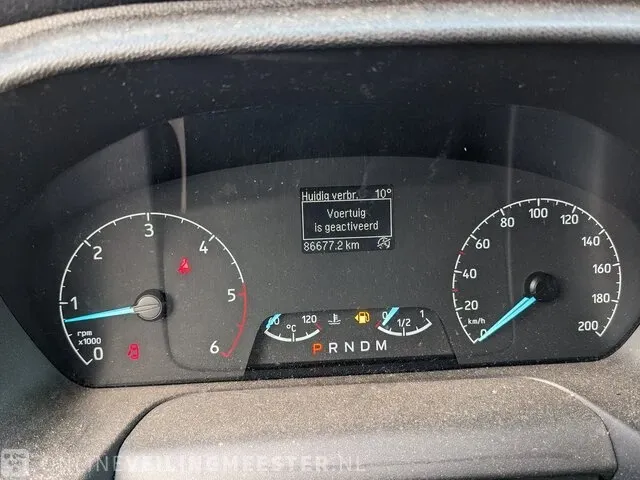 Huidig verbr. 10°
Voertuig
is geactiveerd
86677.2 km
0
1
2
3
4
5
6
rpm
x1000
60 120
°C
0 1/2 1
P R N D M
0
20
40
60
80
100
120
140
160
180
200
km/h
ONLINEVEILINGMEESTER.NL